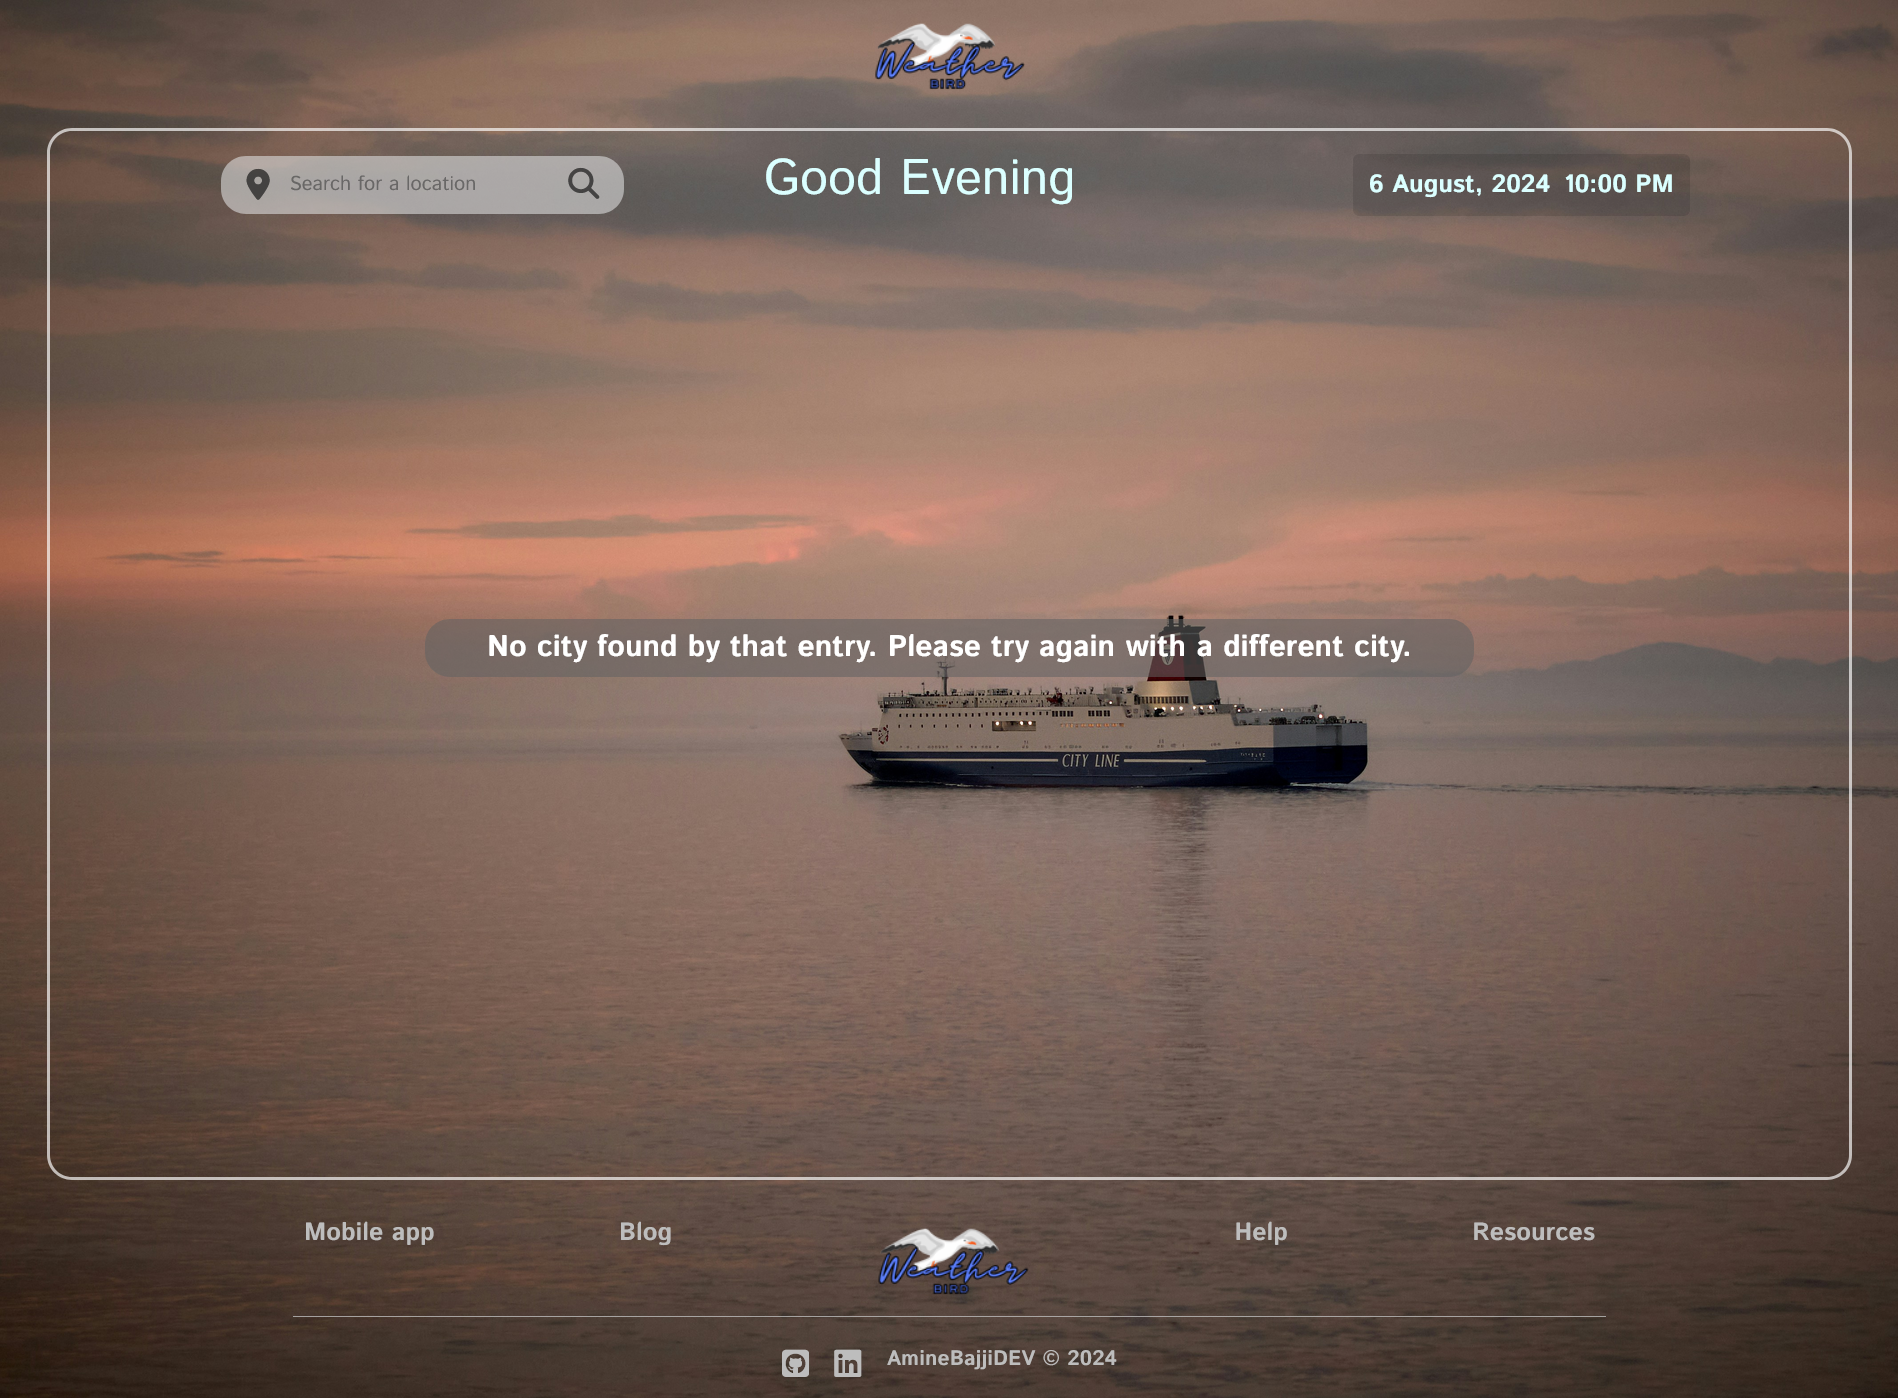 Weather
BIRD
Search for a location
Good Evening
6 August, 2024 10:00 PM
No city found by that entry. Please try again with a different city.
CITY LINE
Mobile app
Blog
Weather
BIRD
Help
Resources
in
AmineBajjiDEV © 2024